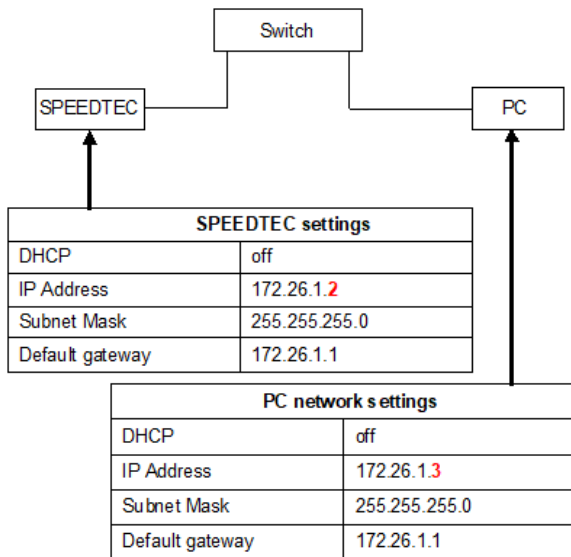 Switch
SPEEDTEC
PC
SPEEDTEC settings
DHCP off
IP Address 172.26.1.2
Subnet Mask 255.255.255.0
Default gateway 172.26.1.1
PC network settings
DHCP off
IP Address 172.26.1.3
Subnet Mask 255.255.255.0
Default gateway 172.26.1.1